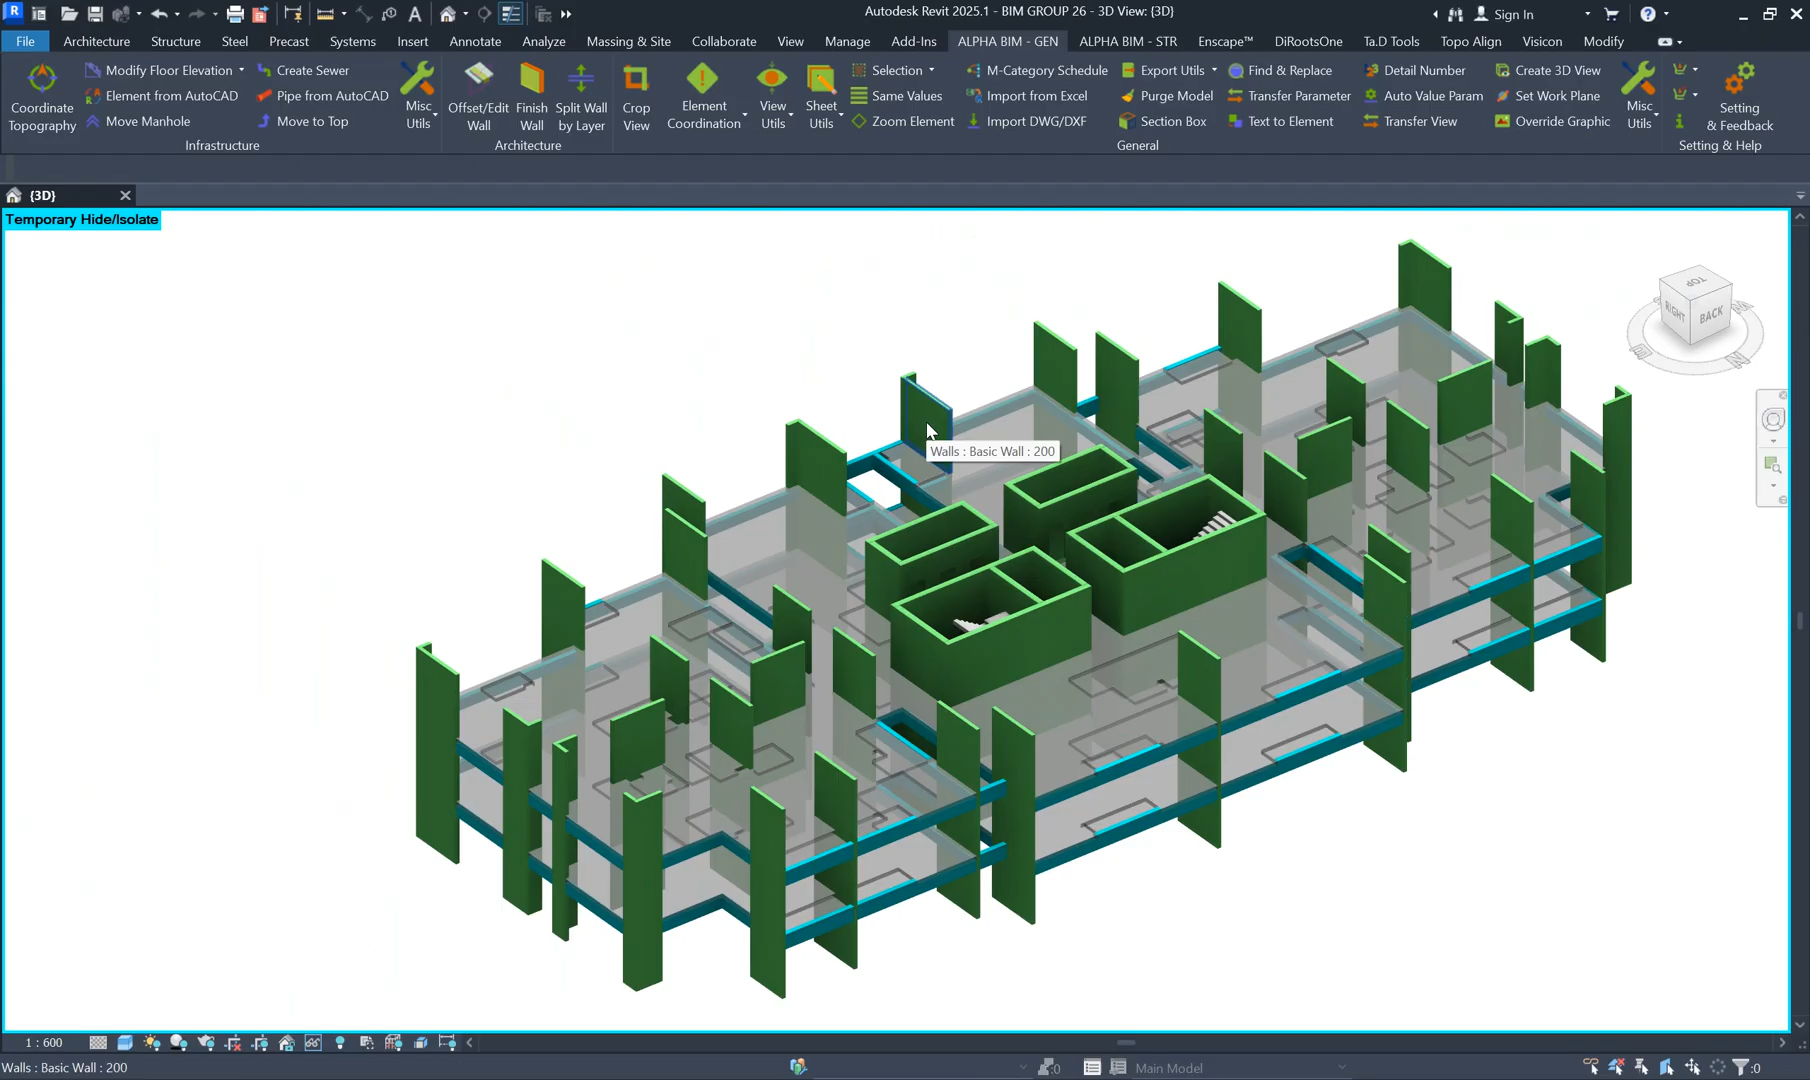 Autodesk Revit 2025.1 - BIM GROUP 26 - 3D View: {3D}
Sign In
File Architecture Structure Steel Precast Systems Insert Annotate Analyze Massing & Site Collaborate View Manage Add-Ins ALPHA BIM - GEN ALPHA BIM - STR Enscape™ DiRootsOne Ta.D Tools Topo Align Visicon Modify
Coordinate
Topography
Modify Floor Elevation
Element from AutoCAD
Move Manhole
Create Sewer
Pipe from AutoCAD
Move to Top
Misc
Utils
Infrastructure
Offset/Edit
Wall
Finish
Wall
Split Wall
by Layer
Architecture
Crop
View
Element
Coordination
View
Utils
Sheet
Utils
Selection
Same Values
Zoom Element
M-Category Schedule
Import from Excel
Import DWG/DXF
Export Utils
Purge Model
Section Box
Find & Replace
Transfer Parameter
Text to Element
Detail Number
Auto Value Param
Transfer View
Create 3D View
Set Work Plane
Override Graphic
Misc
Utils
General
Setting
& Feedback
Setting & Help
{3D}
Temporary Hide/Isolate
TOP
RIGHT
BACK
E
N
Walls : Basic Wall : 200
1 : 600
Walls : Basic Wall : 200
:0
Main Model
:0